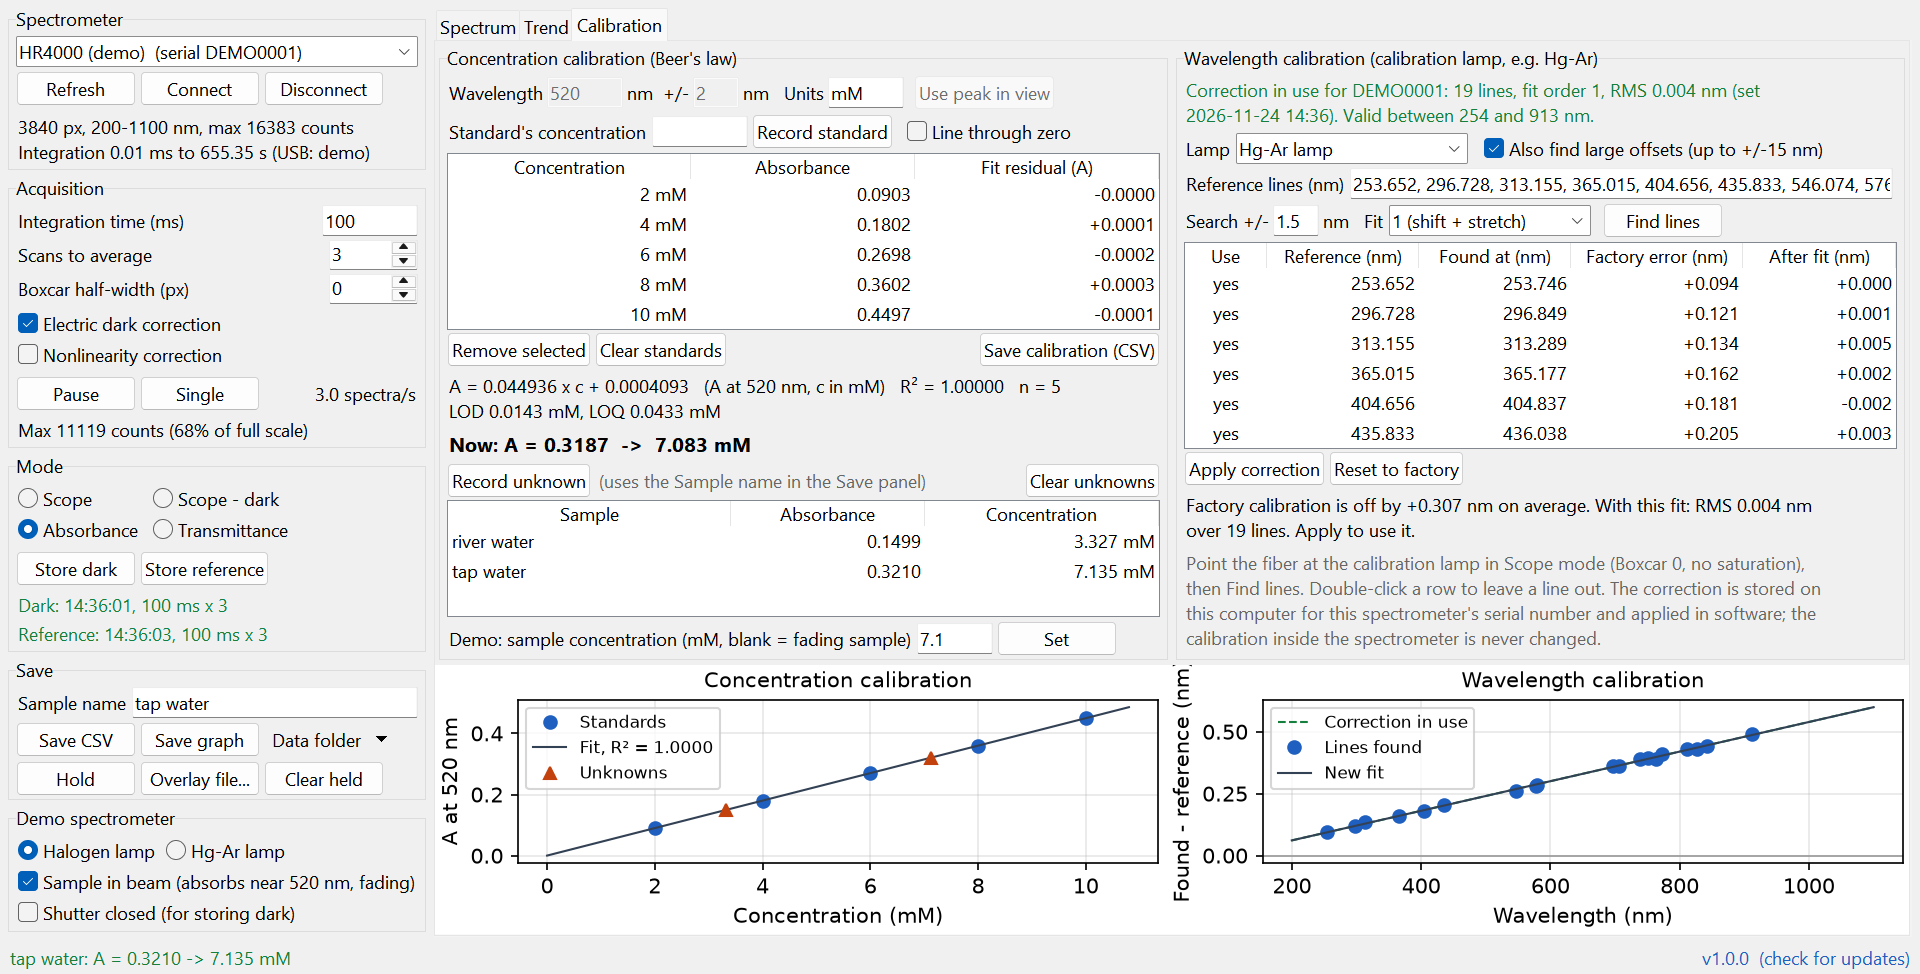 Spectrometer
HR4000 (demo)  (serial DEMO0001)
Refresh
Connect
Disconnect
3840 px, 200-1100 nm, max 16383 counts
Integration 0.01 ms to 655.35 s (USB: demo)
Acquisition
Integration time (ms) 100
Scans to average 3
Boxcar half-width (px) 0
Electric dark correction
Nonlinearity correction
Pause
Single
3.0 spectra/s
Max 11119 counts (68% of full scale)
Mode
Scope
Scope - dark
Absorbance
Transmittance
Store dark
Store reference
Dark: 14:36:01, 100 ms x 3
Reference: 14:36:03, 100 ms x 3
Save
Sample name tap water
Save CSV
Save graph
Data folder
Hold
Overlay file...
Clear held
Demo spectrometer
Halogen lamp
Hg-Ar lamp
Sample in beam (absorbs near 520 nm, fading)
Shutter closed (for storing dark)
tap water: A = 0.3210 -> 7.135 mM
Spectrum
Trend
Calibration
Concentration calibration (Beer's law)
Wavelength 520 nm +/- 2 nm Units mM Use peak in view
Standard's concentration Record standard Line through zero
Concentration Absorbance Fit residual (A)
2 mM 0.0903 -0.0000
4 mM 0.1802 +0.0001
6 mM 0.2698 -0.0002
8 mM 0.3602 +0.0003
10 mM 0.4497 -0.0001
Remove selected
Clear standards
Save calibration (CSV)
A = 0.044936 x c + 0.0004093   (A at 520 nm, c in mM)   R² = 1.00000   n = 5
LOD 0.0143 mM, LOQ 0.0433 mM
Now: A = 0.3187  ->  7.083 mM
Record unknown
(uses the Sample name in the Save panel)
Clear unknowns
Sample Absorbance Concentration
river water 0.1499 3.327 mM
tap water 0.3210 7.135 mM
Demo: sample concentration (mM, blank = fading sample) 7.1 Set
Wavelength calibration (calibration lamp, e.g. Hg-Ar)
Correction in use for DEMO0001: 19 lines, fit order 1, RMS 0.004 nm (set
2026-11-24 14:36). Valid between 254 and 913 nm.
Lamp Hg-Ar lamp Also find large offsets (up to +/-15 nm)
Reference lines (nm) 253.652, 296.728, 313.155, 365.015, 404.656, 435.833, 546.074, 576
Search +/- 1.5 nm Fit 1 (shift + stretch) Find lines
Use Reference (nm) Found at (nm) Factory error (nm) After fit (nm)
yes 253.652 253.746 +0.094 +0.000
yes 296.728 296.849 +0.121 +0.001
yes 313.155 313.289 +0.134 +0.005
yes 365.015 365.177 +0.162 +0.002
yes 404.656 404.837 +0.181 -0.002
yes 435.833 436.038 +0.205 +0.003
Apply correction
Reset to factory
Factory calibration is off by +0.307 nm on average. With this fit: RMS 0.004 nm
over 19 lines. Apply to use it.
Point the fiber at the calibration lamp in Scope mode (Boxcar 0, no saturation),
then Find lines. Double-click a row to leave a line out. The correction is stored on
this computer for this spectrometer's serial number and applied in software; the
calibration inside the spectrometer is never changed.
Concentration calibration
A at 520 nm
0.4
0.2
0.0
Standards
Fit, R² = 1.0000
Unknowns
0 2 4 6 8 10
Concentration (mM)
Wavelength calibration
Found - reference (nm)
0.50
0.25
0.00
Correction in use
Lines found
New fit
200 400 600 800 1000
Wavelength (nm)
v1.0.0  (check for updates)